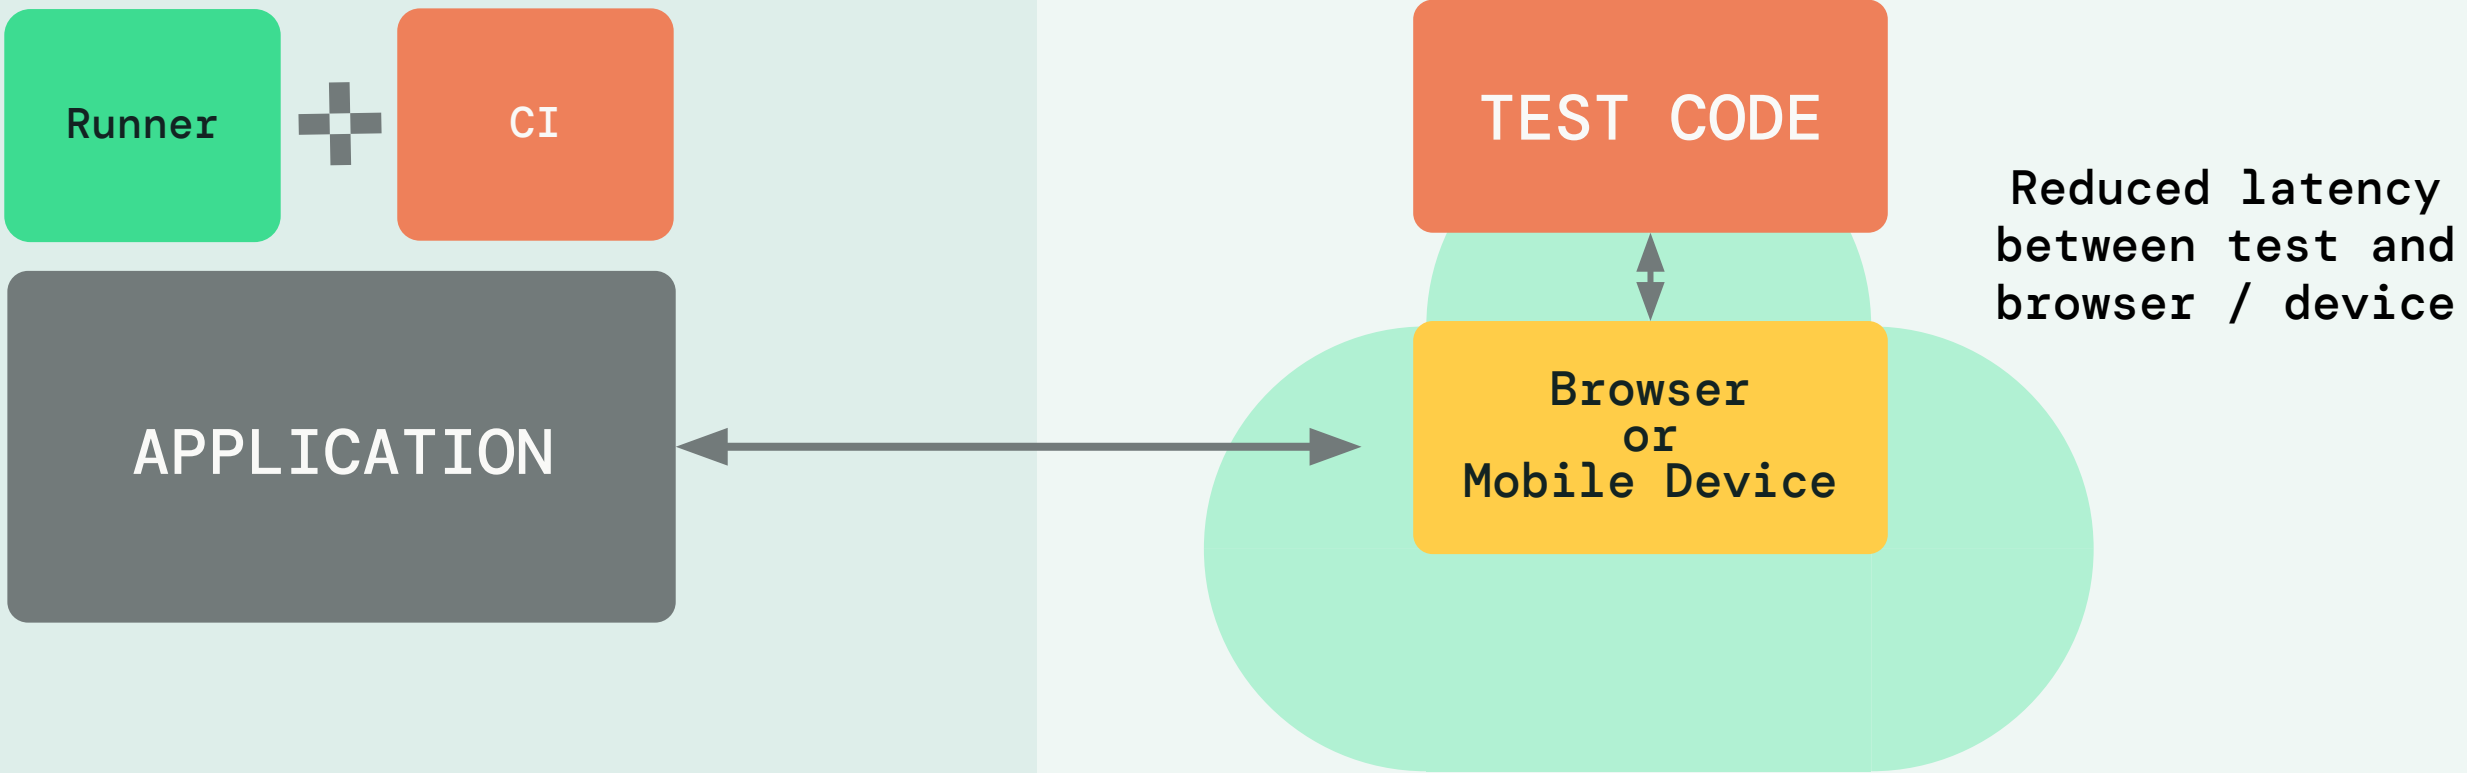 Runner
CI
APPLICATION
TEST CODE
Browser
or
Mobile Device
Reduced latency
between test and
browser / device